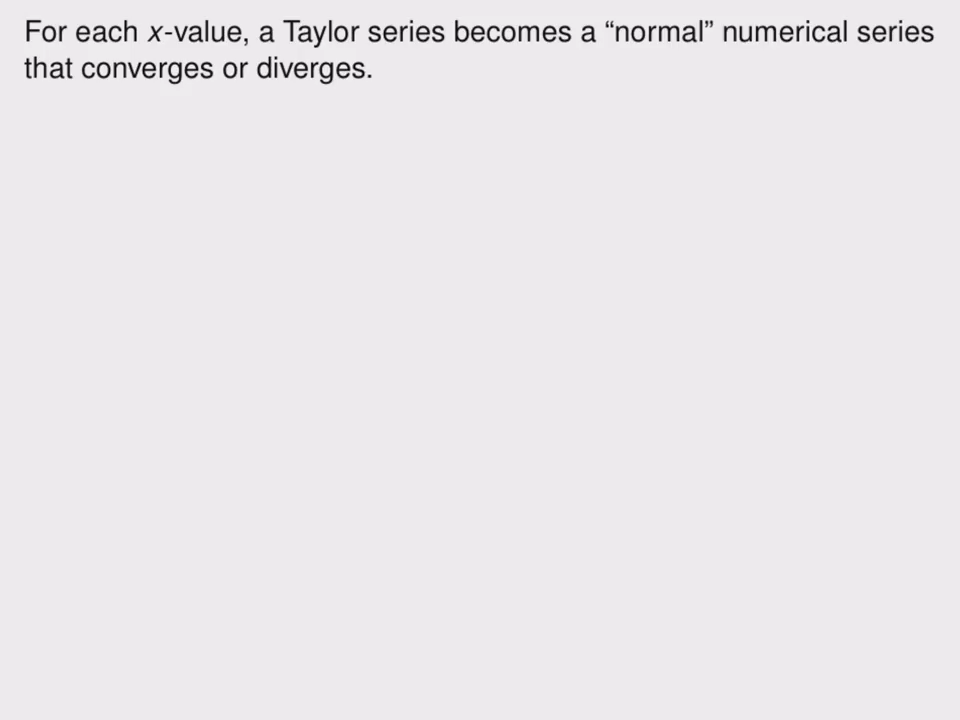 For each x-value, a Taylor series becomes a “normal” numerical series
that converges or diverges.